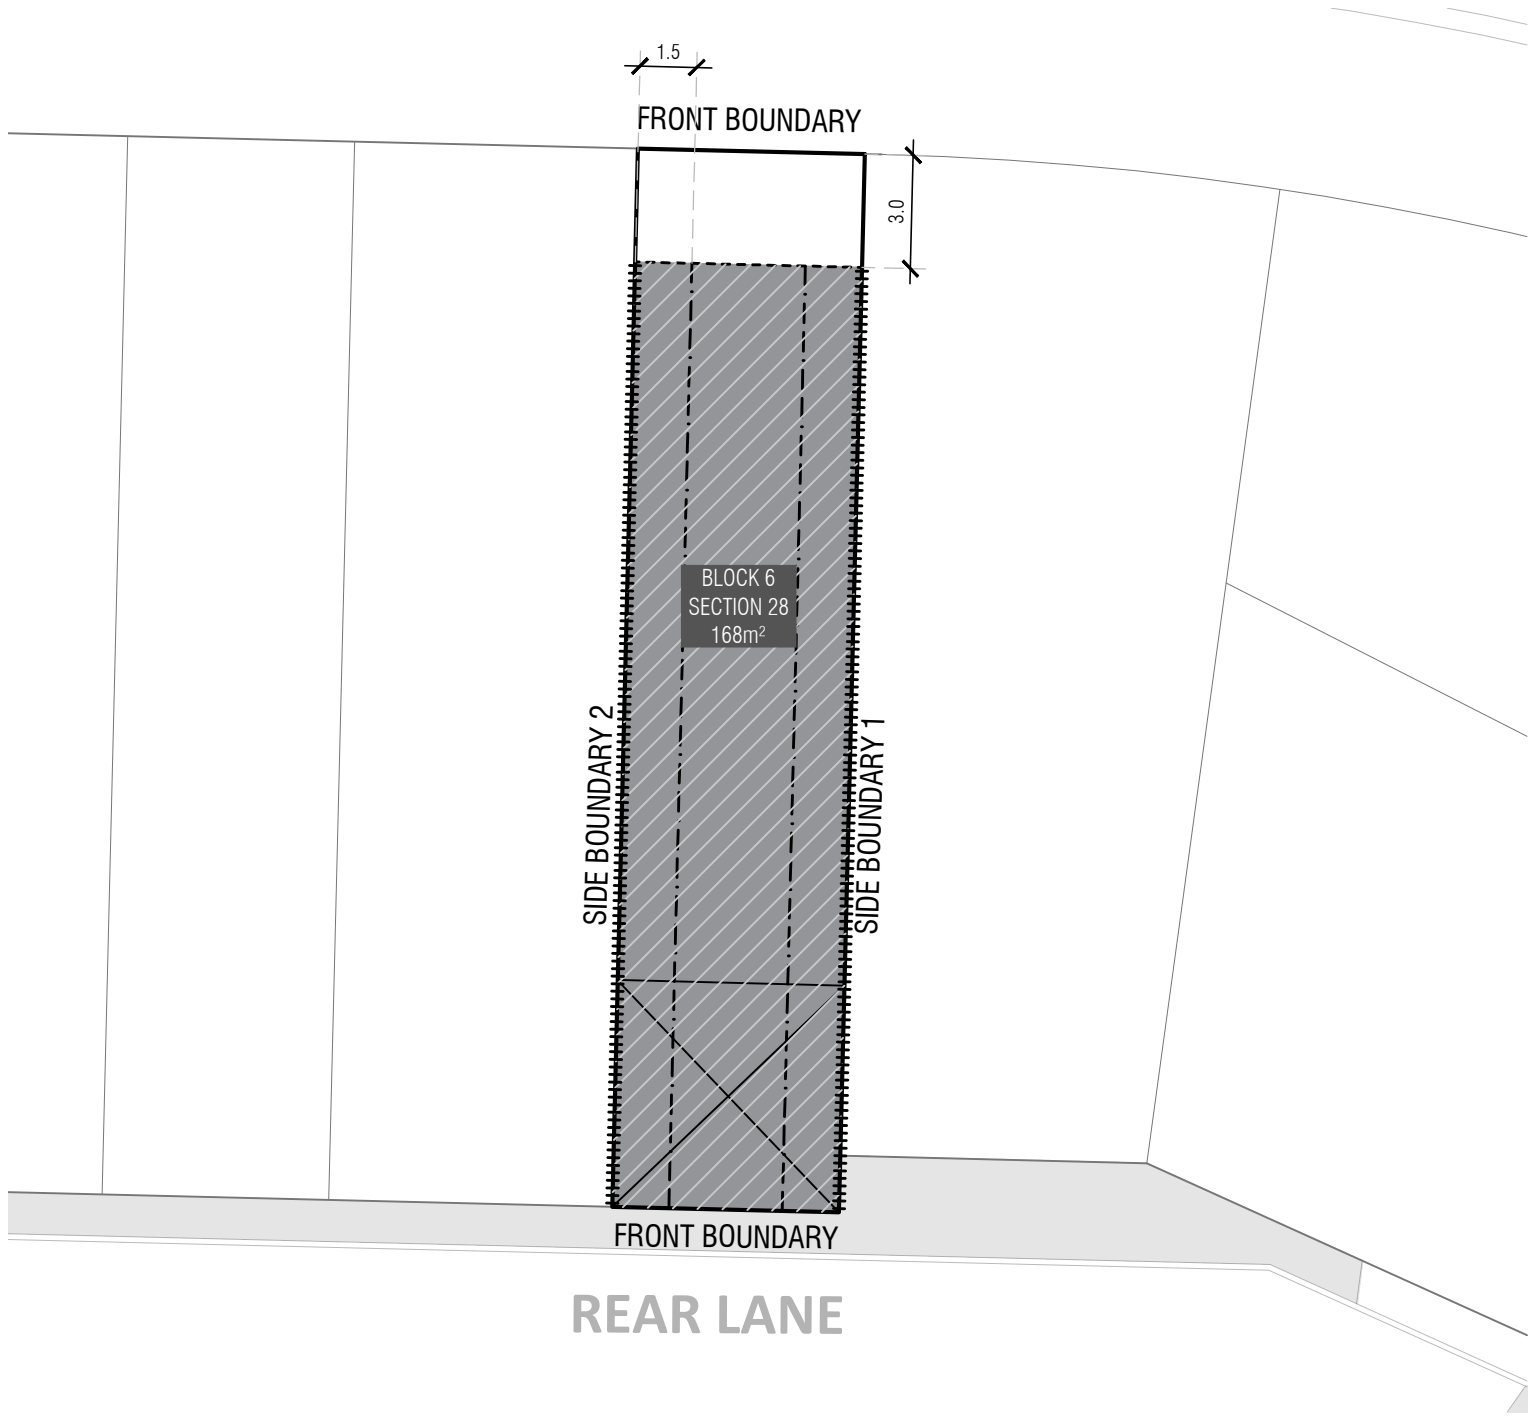 1.5
FRONT BOUNDARY
3.0
BLOCK 6
SECTION 28
168m²
SIDE BOUNDARY 2
SIDE BOUNDARY 1
FRONT BOUNDARY
REAR LANE